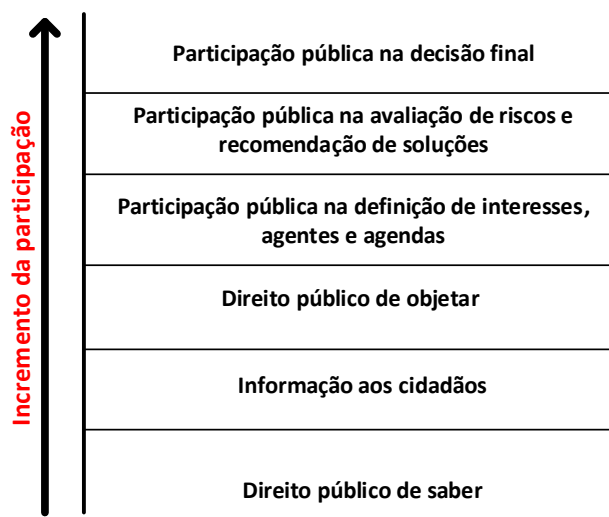 Incremento da participação
Participação pública na decisão final
Participação pública na avaliação de riscos e
recomendação de soluções
Participação pública na definição de interesses,
agentes e agendas
Direito público de objetar
Informação aos cidadãos
Direito público de saber